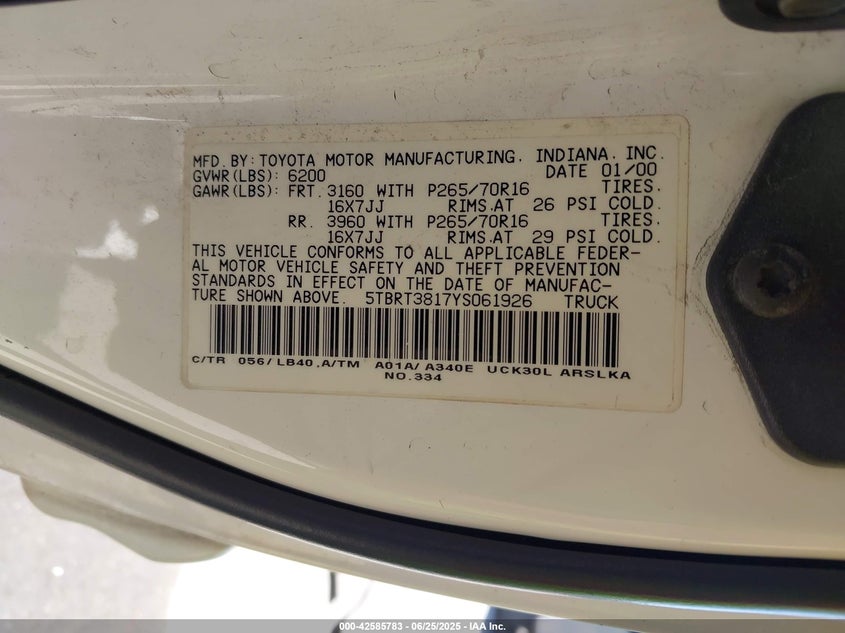 MFD. BY: TOYOTA MOTOR MANUFACTURING, INDIANA, INC.
GVWR(LBS): 6200 DATE 01/00
GAWR(LBS): FRT. 3160 WITH P265/70R16 TIRES,
16X7JJ RIMS,AT 26 PSI COLD.
RR. 3960 WITH P265/70R16 TIRES,
16X7JJ RIMS,AT 29 PSI COLD.
THIS VEHICLE CONFORMS TO ALL APPLICABLE FEDER-
AL MOTOR VEHICLE SAFETY AND THEFT PREVENTION
STANDARDS IN EFFECT ON THE DATE OF MANUFAC-
TURE SHOWN ABOVE. 5TBRT3817YS061926 TRUCK
C/TR 056/LB40,A/TM A01A/A340E UCK30L ARSLKA
NO.334
000-42585783 - 06/25/2025 - IAA Inc.